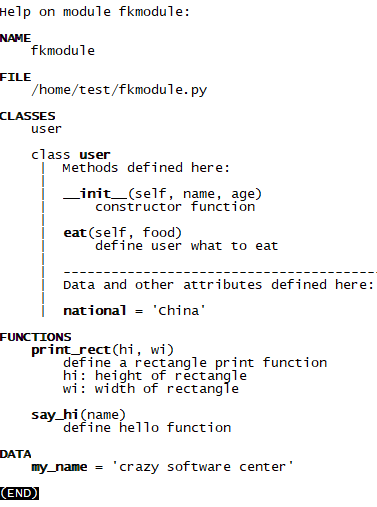 Help on module fkmodule:
NAME
fkmodule
FILE
/home/test/fkmodule.py
CLASSES
user
class user
| Methods defined here:
|
| __init__(self, name, age)
| constructor function
|
| eat(self, food)
| define user what to eat
|
| ----------------------------------------
| Data and other attributes defined here:
|
| national = 'China'
FUNCTIONS
print_rect(hi, wi)
define a rectangle print function
hi: height of rectangle
wi: width of rectangle
say_hi(name)
define hello function
DATA
my_name = 'crazy software center'
(END)